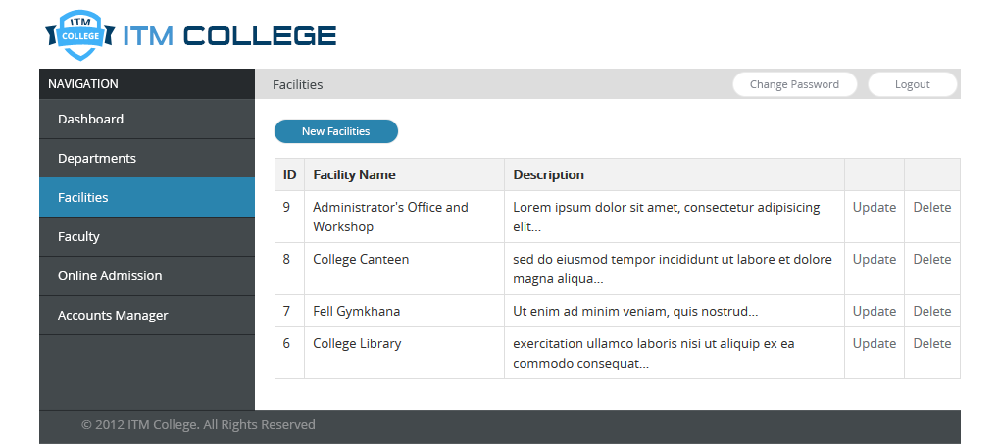 ITM
COLLEGE
ITM COLLEGE
NAVIGATION
Facilities
Change Password
Logout
Dashboard
Departments
Facilities
Faculty
Online Admission
Accounts Manager
New Facilities
ID Facility Name Description
9 Administrator's Office and Lorem ipsum dolor sit amet, consectetur adipisicing Update Delete
Workshop elit...
8 College Canteen sed do eiusmod tempor incididunt ut labore et dolore Update Delete
magna aliqua...
7 Fell Gymkhana Ut enim ad minim veniam, quis nostrud... Update Delete
6 College Library exercitation ullamco laboris nisi ut aliquip ex ea Update Delete
commodo consequat...
© 2012 ITM College. All Rights Reserved